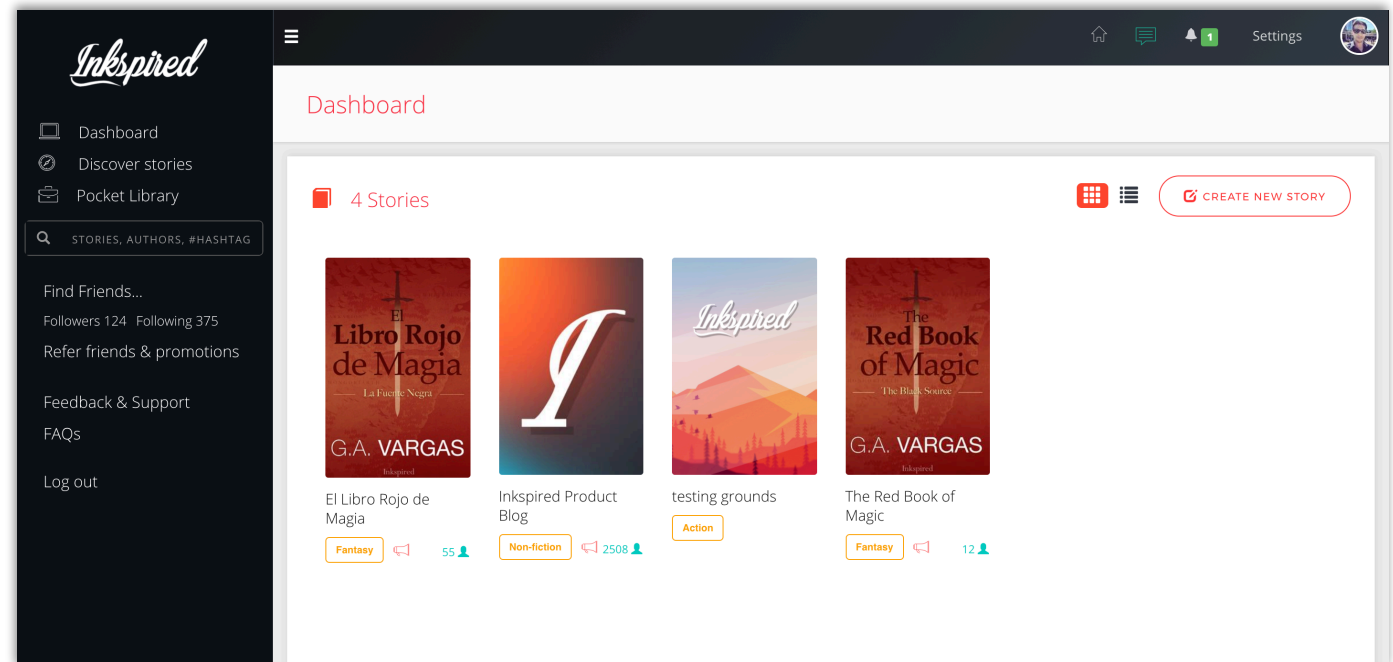 Inkspired
Dashboard
Discover stories
Pocket Library
STORIES, AUTHORS, #HASHTAG
Find Friends...
Followers 124 Following 375
Refer friends & promotions
Feedback & Support
FAQs
Log out
1
Settings
Dashboard
4 Stories
CREATE NEW STORY
El
Libro Rojo
de Magia
La Fuente Negra
G.A. VARGAS
Inkspired
El Libro Rojo de
Magia
Fantasy
55
I
Inkspired Product
Blog
Non-fiction
2508
Inkspired
testing grounds
Action
The
Red Book
of Magic
The Black Source
G.A. VARGAS
Inkspired
The Red Book of
Magic
Fantasy
12